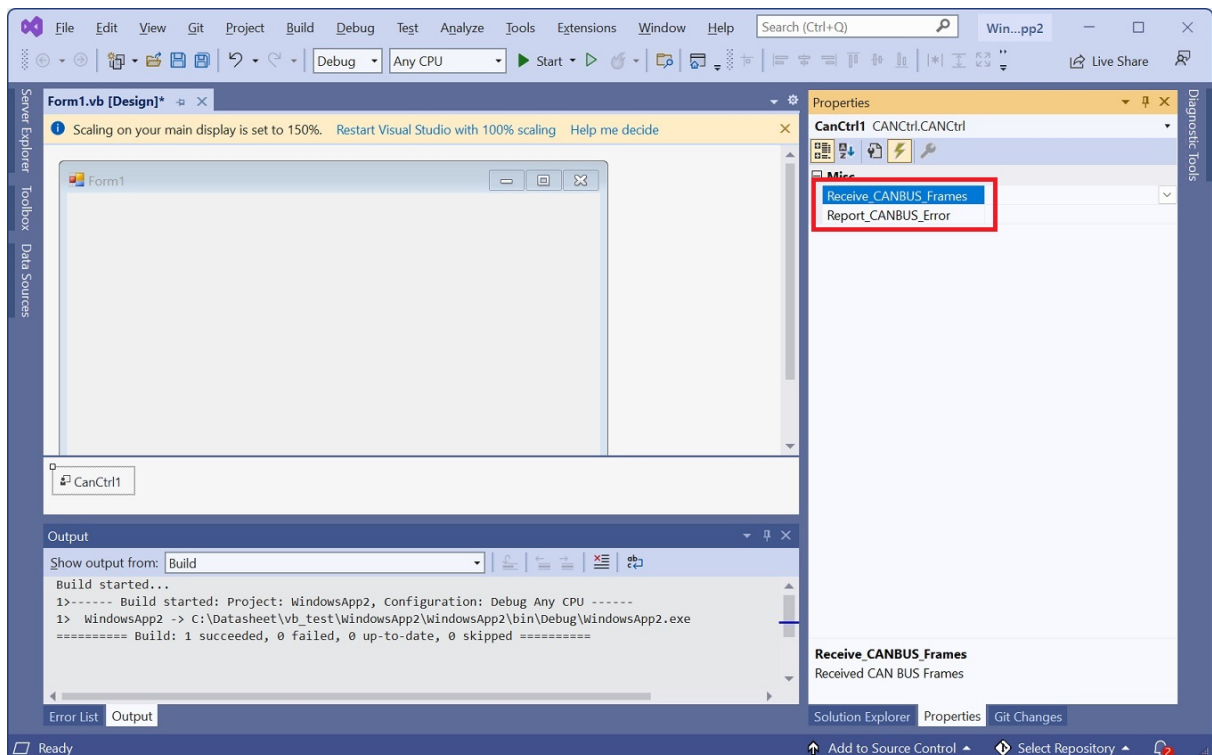 File Edit View Git Project Build Debug Test Analyze Tools Extensions Window Help Search (Ctrl+Q) Win...pp2
Debug Any CPU Start Live Share
Server Explorer
Toolbox
Data Sources
Form1.vb [Design]*
Scaling on your main display is set to 150%. Restart Visual Studio with 100% scaling Help me decide
Form1
CanCtrl1
Output
Show output from: Build
Build started...
1>------ Build started: Project: WindowsApp2, Configuration: Debug Any CPU ------
1> WindowsApp2 -> C:\Datasheet\vb_test\WindowsApp2\WindowsApp2\bin\Debug\WindowsApp2.exe
========== Build: 1 succeeded, 0 failed, 0 up-to-date, 0 skipped ==========
Error List Output
Properties
CanCtrl1 CANCtrl.CANCtrl
Misc
Receive_CANBUS_Frames
Report_CANBUS_Error
Receive_CANBUS_Frames
Received CAN BUS Frames
Solution Explorer Properties Git Changes
Diagnostic Tools
Ready Add to Source Control Select Repository 2